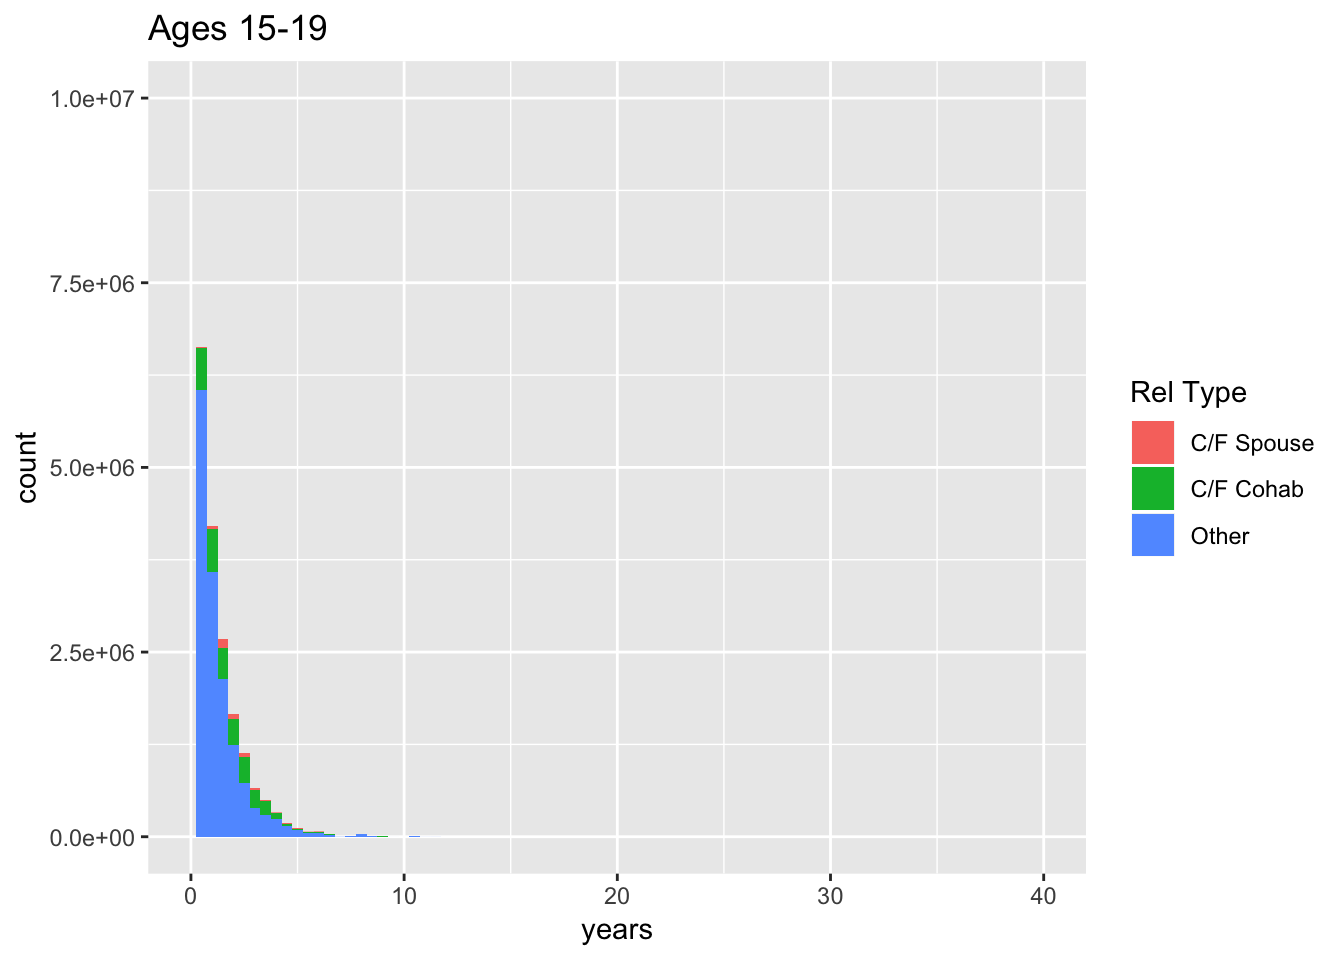 Ages 15-19
1.0e+07
7.5e+06
5.0e+06
2.5e+06
0.0e+00
count
0 10 20 30 40
years
Rel Type
C/F Spouse
C/F Cohab
Other